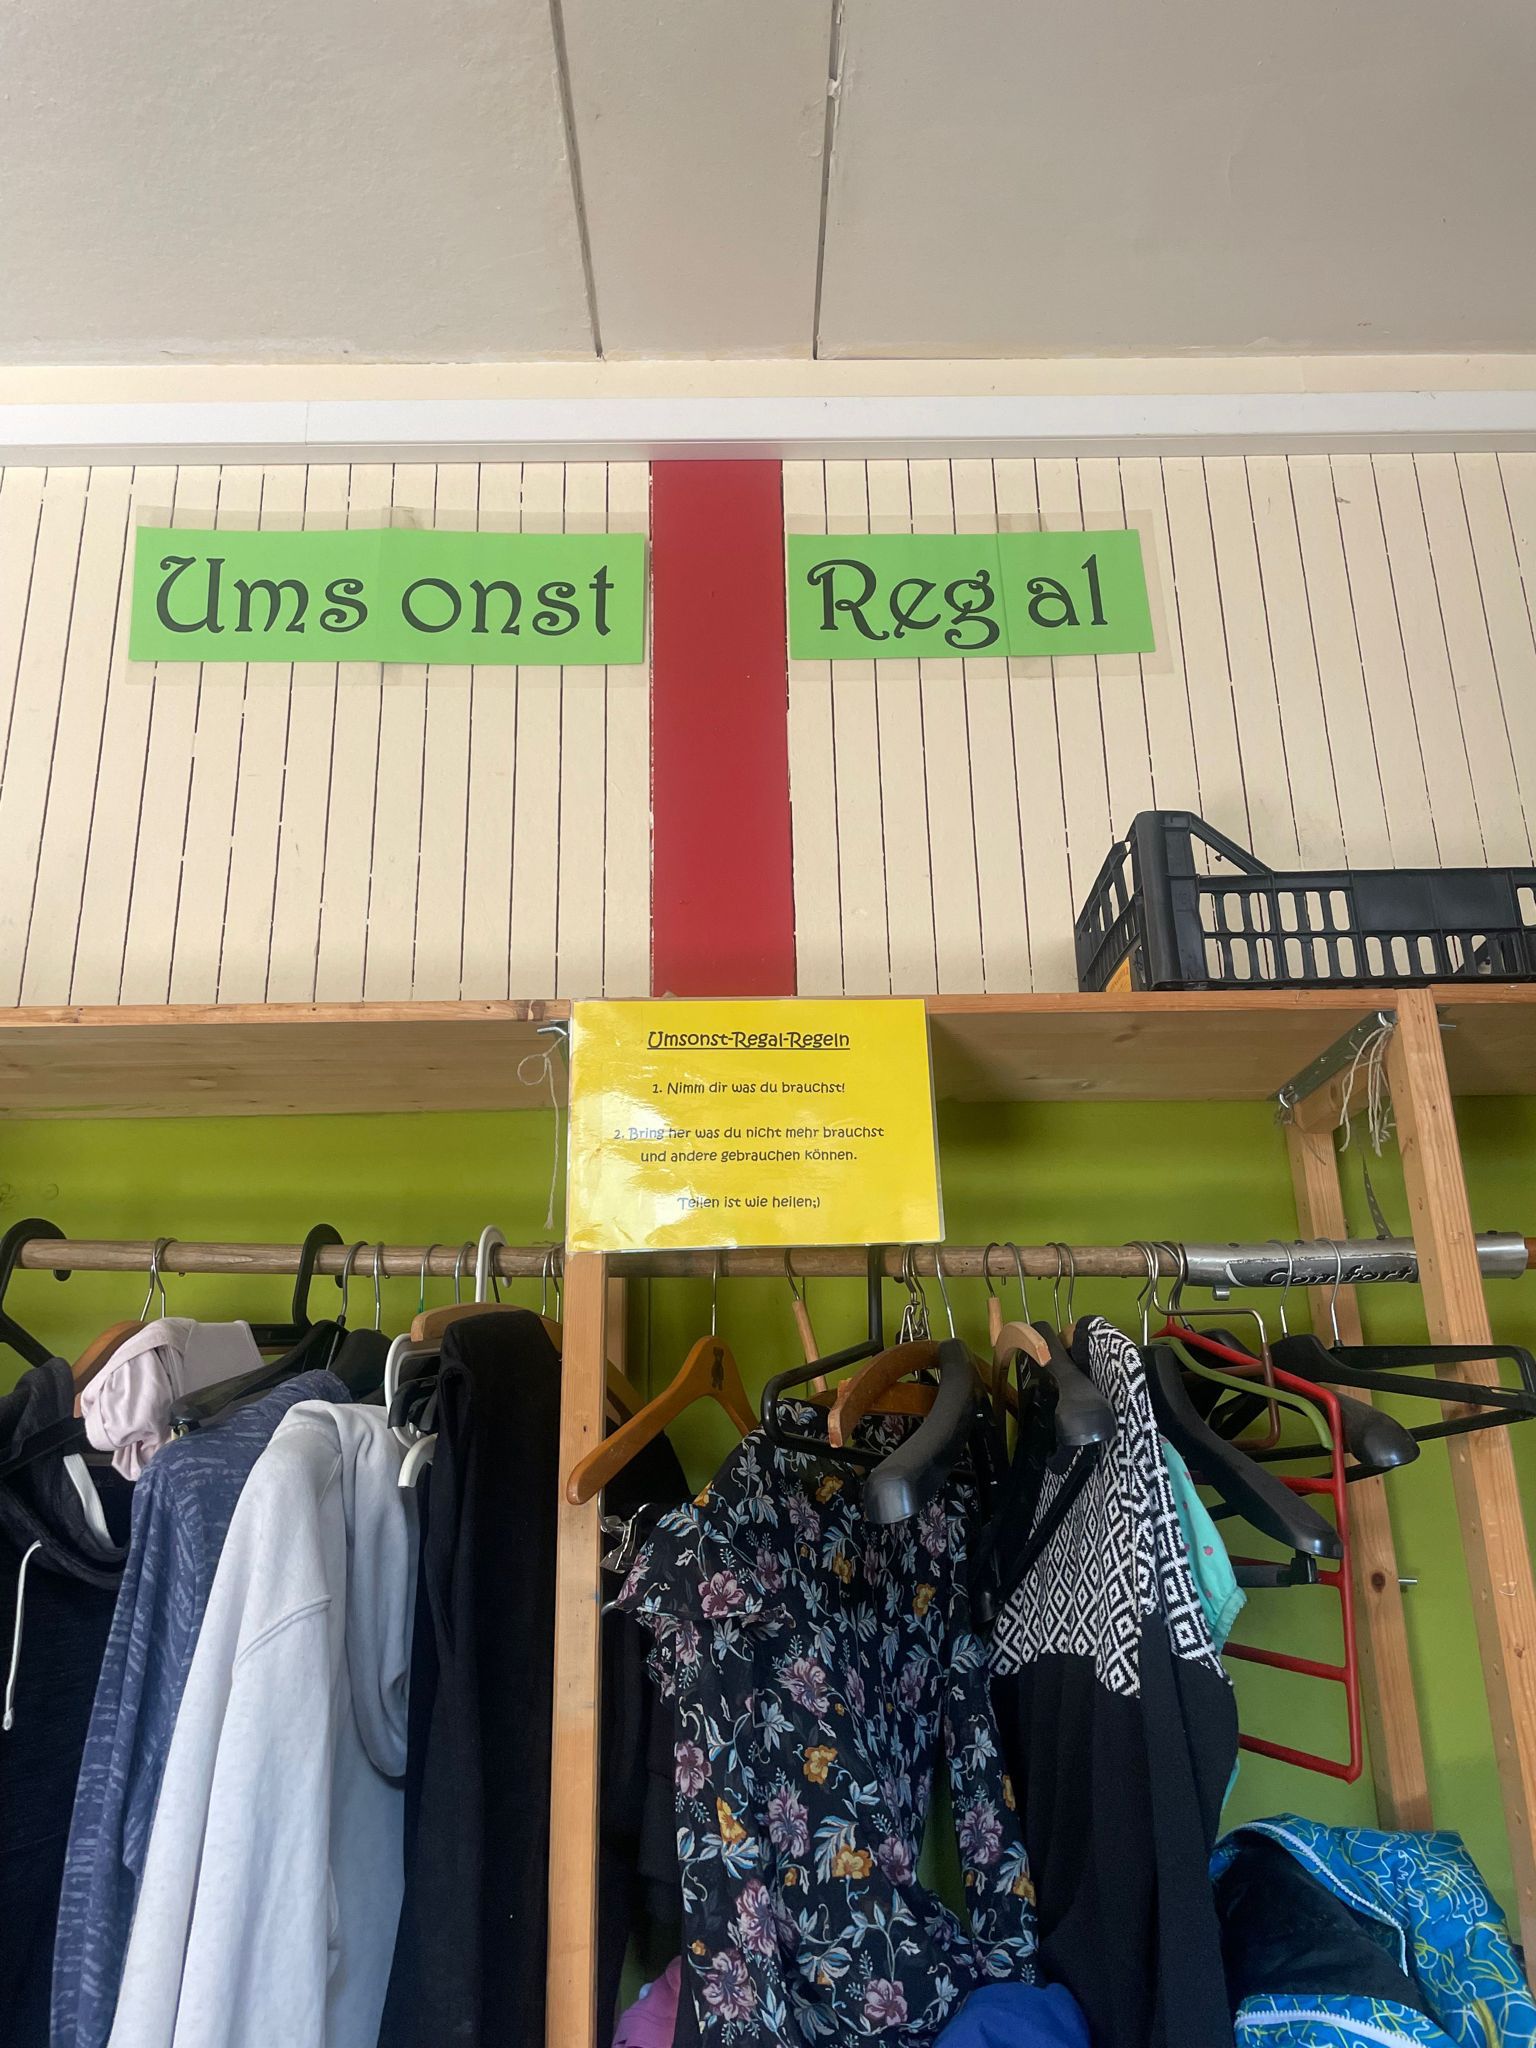 Umsonst Regal
Umsonst-Regal-Regeln
1. Nimm dir was du brauchst!
2. Bring her was du nicht mehr brauchst
und andere gebrauchen können.
Teilen ist wie heilen;)
Comfort